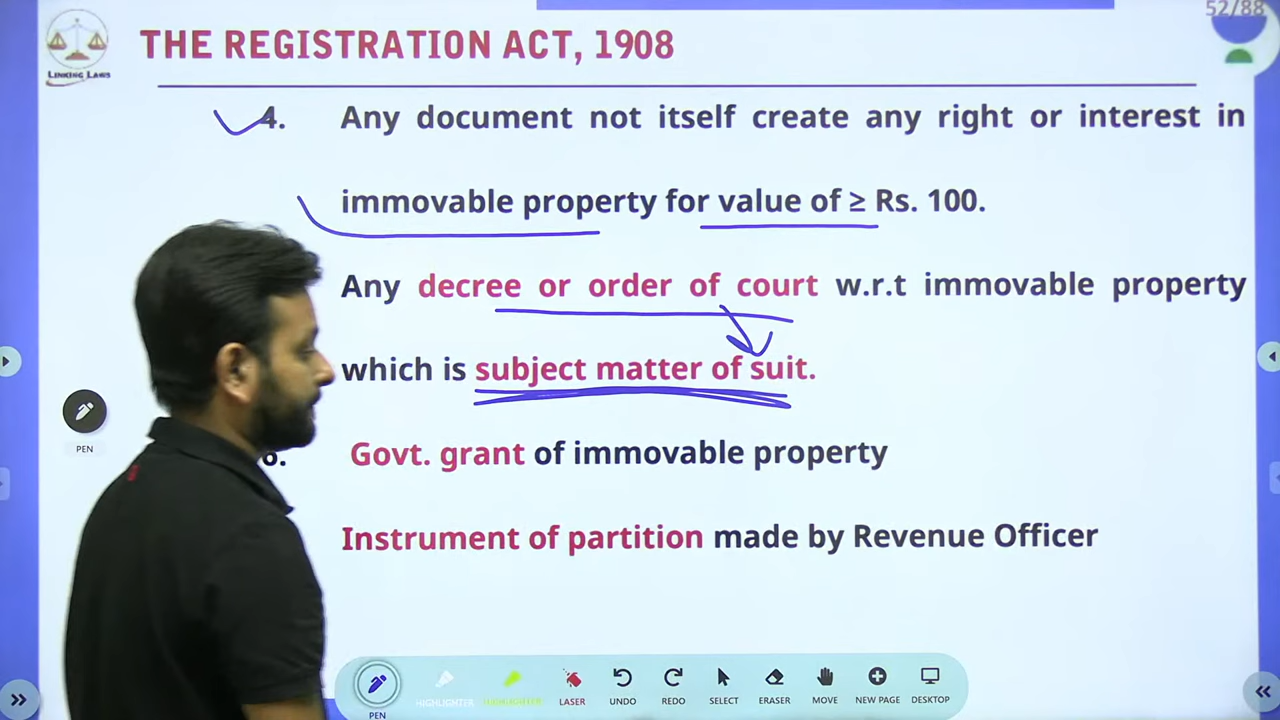 52/88
LINKING LAWS
THE REGISTRATION ACT, 1908
4. Any document not itself create any right or interest in
immovable property for value of ≥ Rs. 100.
Any decree or order of court w.r.t immovable property
which is subject matter of suit.
6. Govt. grant of immovable property
Instrument of partition made by Revenue Officer
PEN
PEN HIGHLIGHTER HIGHLIGHTER LASER UNDO REDO SELECT ERASER MOVE NEW PAGE DESKTOP